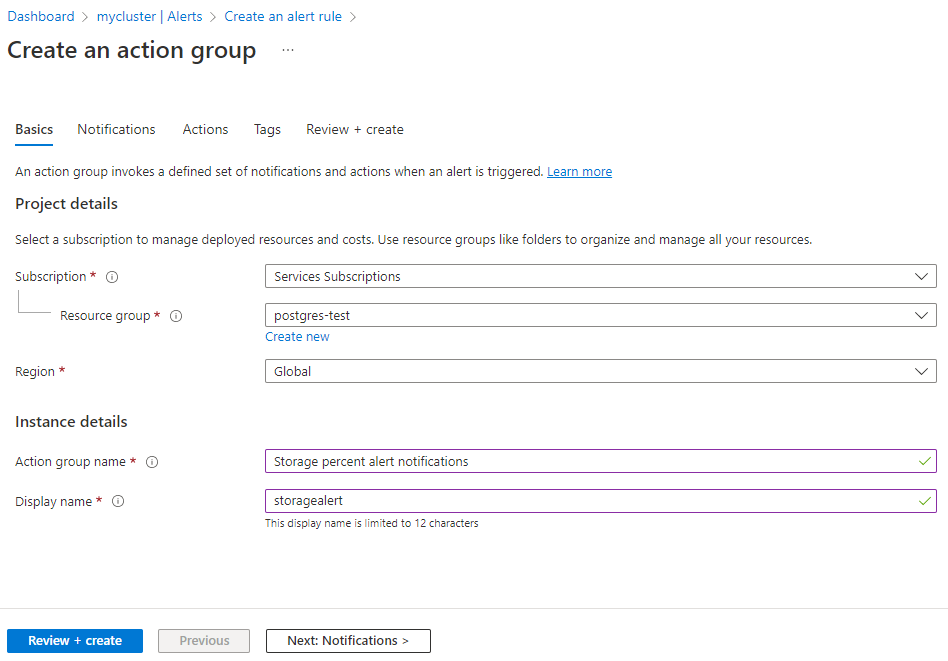 Dashboard > mycluster | Alerts > Create an alert rule >
Create an action group ...
Basics Notifications Actions Tags Review + create
An action group invokes a defined set of notifications and actions when an alert is triggered. Learn more
Project details
Select a subscription to manage deployed resources and costs. Use resource groups like folders to organize and manage all your resources.
Subscription * Services Subscriptions
Resource group * postgres-test
Create new
Region * Global
Instance details
Action group name * Storage percent alert notifications
Display name * storagealert
This display name is limited to 12 characters
Review + create Previous Next: Notifications >